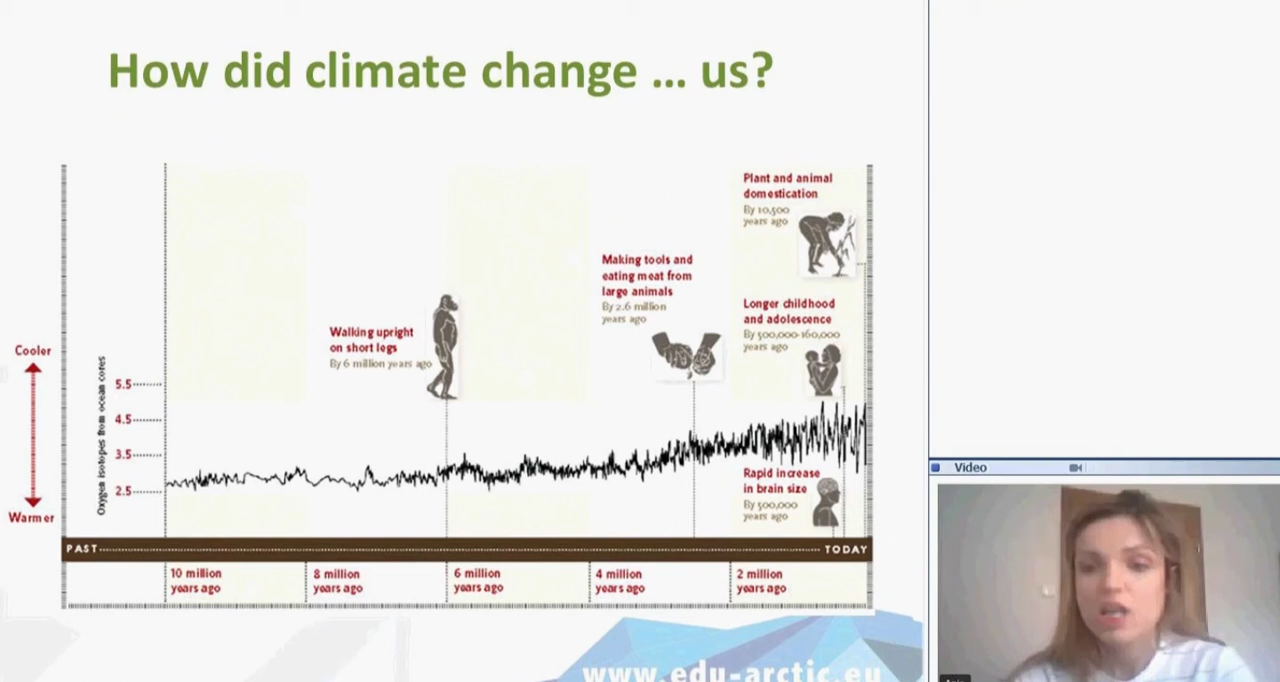 How did climate change ... us?
Plant and animal
domestication
By 10,500
years ago
Making tools and
eating meat from
large animals
By 2.6 million
years ago
Longer childhood
and adolescence
By 500,000-160,000
years ago
Walking upright
on short legs
By 6 million years ago
Cooler
Warmer
Oxygen isotopes from ocean cores
5.5
4.5
3.5
2.5
Rapid increase
in brain size
By 500,000
years ago
PAST
TODAY
10 million
years ago
8 million
years ago
6 million
years ago
4 million
years ago
2 million
years ago
www.edu-arctic.eu
Video